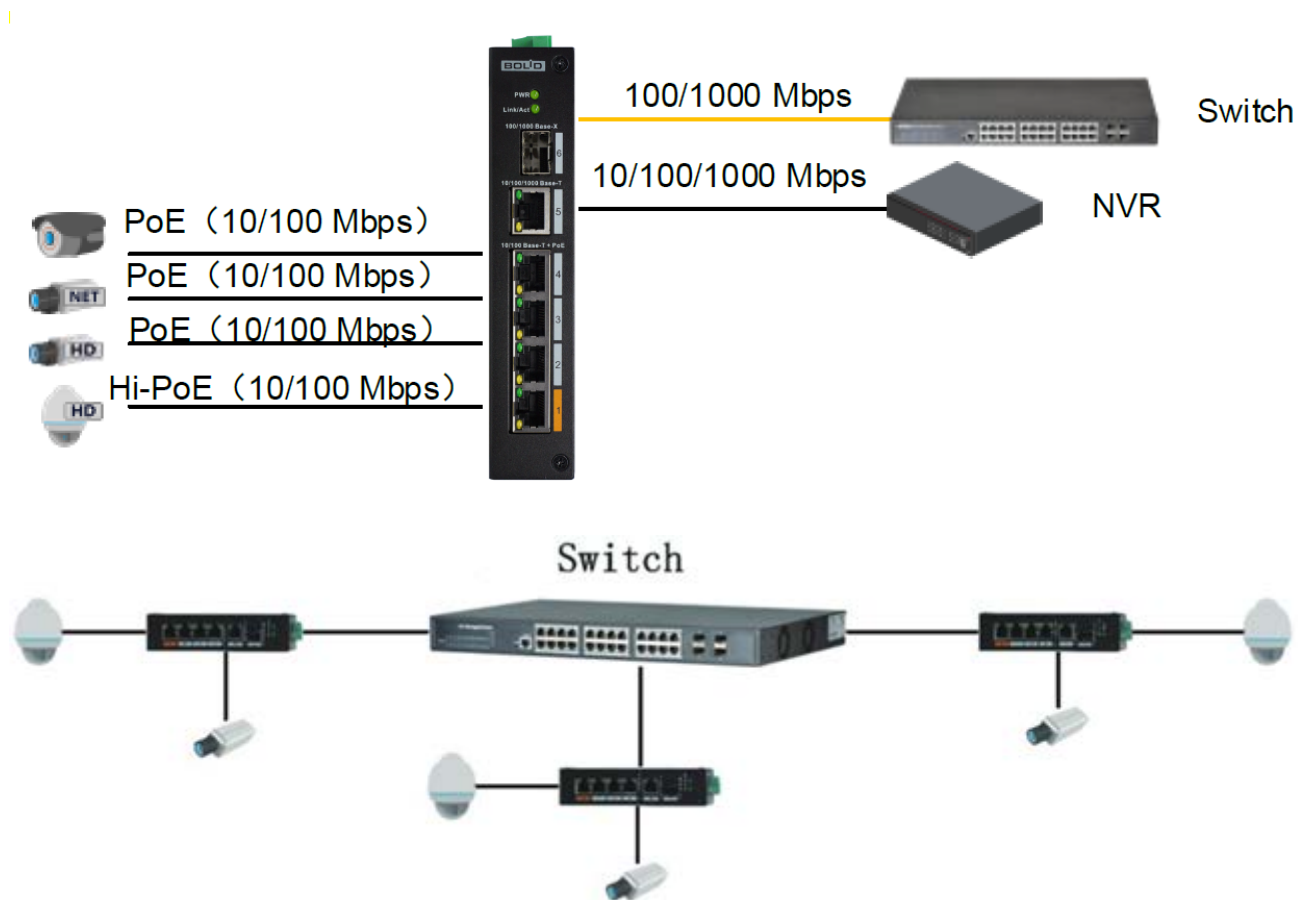 BOLID
PWR
Link/Act
100/1000 Base-X
6
10/100/1000 Base-T
5
10/100 Base-T + PoE
4
3
2
1
100/1000 Mbps
Switch
10/100/1000 Mbps
NVR
PoE（10/100 Mbps）
PoE（10/100 Mbps）
NET
PoE（10/100 Mbps）
HD
Hi-PoE（10/100 Mbps）
HD
Switch